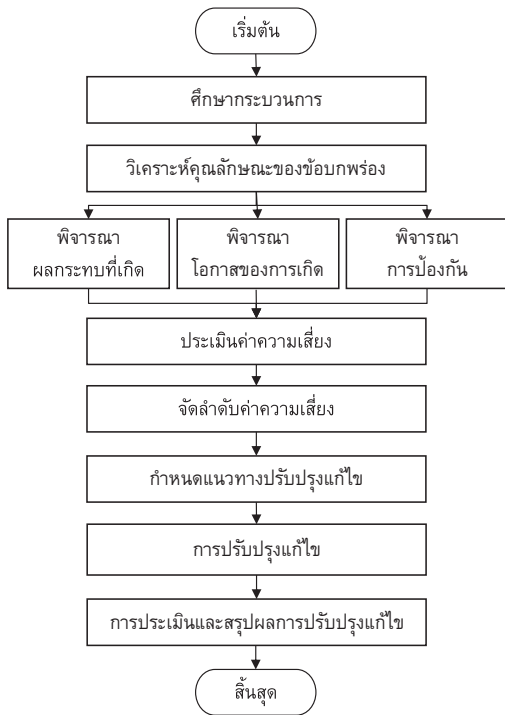 เริ่มต้น
ศึกษากระบวนการ
วิเคราะห์คุณลักษณะของข้อบกพร่อง
พิจารณา
ผลกระทบที่เกิด
พิจารณา
โอกาสของการเกิด
พิจารณา
การป้องกัน
ประเมินค่าความเสี่ยง
จัดลำดับค่าความเสี่ยง
กำหนดแนวทางปรับปรุงแก้ไข
การปรับปรุงแก้ไข
การประเมินและสรุปผลการปรับปรุงแก้ไข
สิ้นสุด